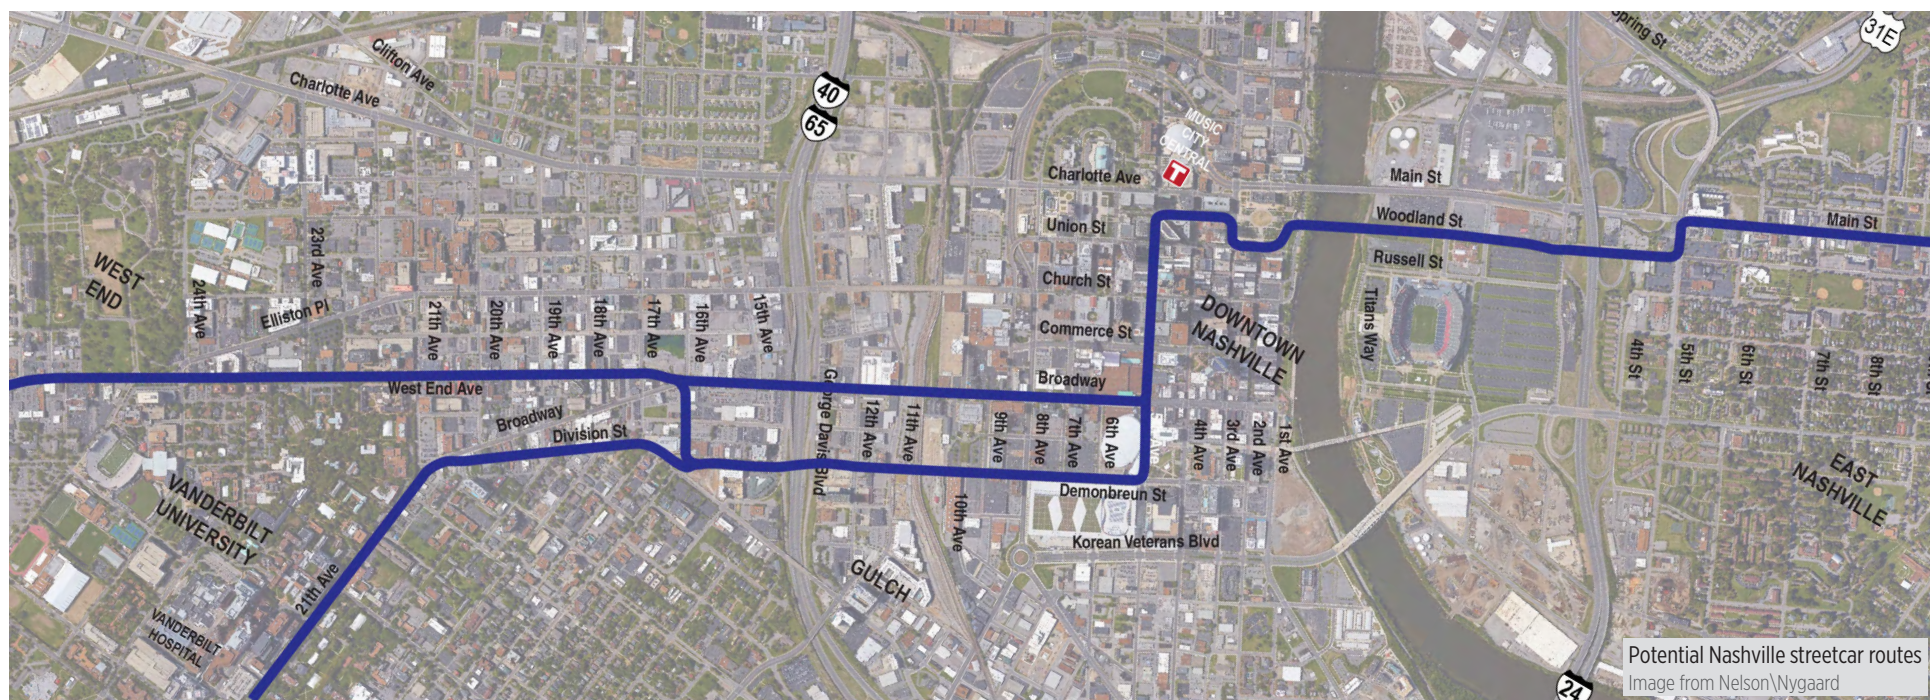 Spring St
31E
Clifton Ave
Charlotte Ave
40
65
MUSIC
CITY
CENTRAL
T
Charlotte Ave
Main St
Union St
Woodland St
Main St
23rd Ave
WEST
END
Russell St
24th Ave
Church St
Elliston Pl
21th Ave
20th Ave
19th Ave
18th Ave
17th Ave
16th Ave
15th Ave
Commerce St
DOWNTOWN
NASHVILLE
Titans Way
4th St
5th St
6th St
7th St
8th St
West End Ave
Broadway
George Davis Blvd
12th Ave
11th Ave
Broadway
Division St
9th Ave
8th Ave
7th Ave
6th Ave
Ave
4th Ave
3rd Ave
2nd Ave
1st Ave
EAST
NASHVILLE
VANDERBILT
UNIVERSITY
Demonbreun St
10th Ave
Korean Veterans Blvd
GULCH
21th Ave
VANDERBILT
HOSPITAL
Potential Nashville streetcar routes
Image from Nelson\Nygaard
24